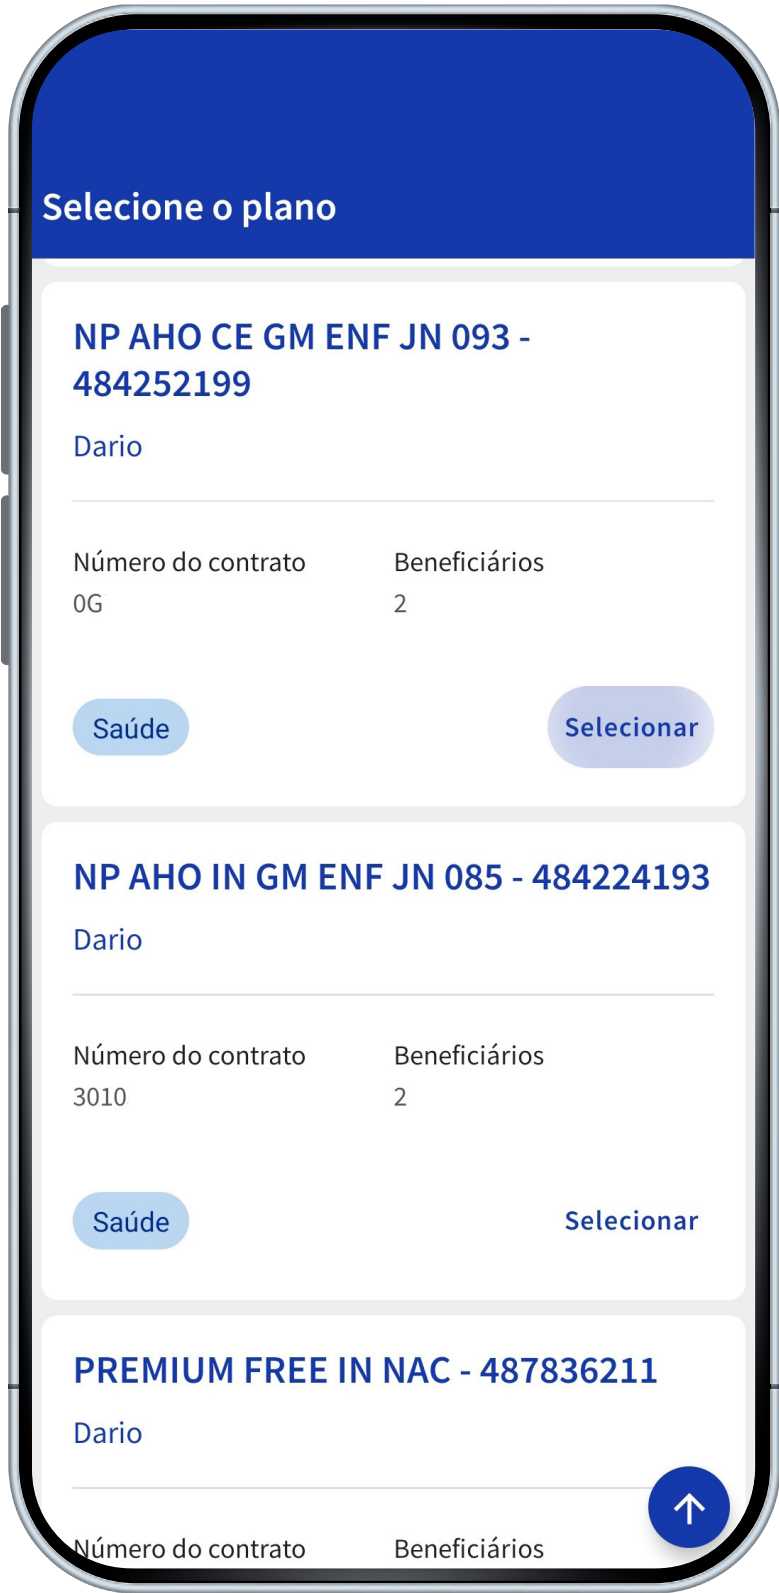 Selecione o plano
NP AHO CE GM ENF JN 093 -
484252199
Dario
Número do contrato Beneficiários
0G 2
Saúde Selecionar
NP AHO IN GM ENF JN 085 - 484224193
Dario
Número do contrato Beneficiários
3010 2
Saúde Selecionar
PREMIUM FREE IN NAC - 487836211
Dario
Número do contrato Beneficiários